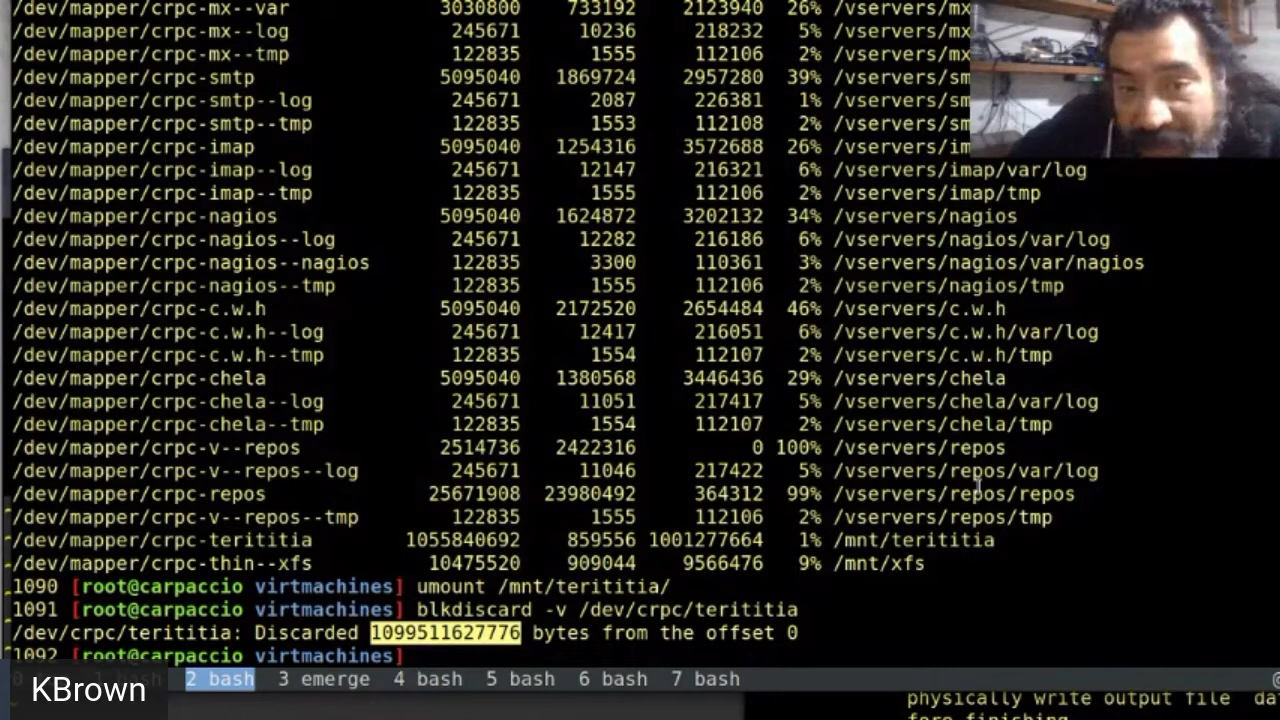 /dev/mapper/crpc-mx--var 3030800 733192 2123940 26% /vservers/mx
/dev/mapper/crpc-mx--log 245671 10236 218232 5% /vservers/mx
/dev/mapper/crpc-mx--tmp 122835 1555 112106 2% /vservers/mx
/dev/mapper/crpc-smtp 5095040 1869724 2957280 39% /vservers/sm
/dev/mapper/crpc-smtp--log 245671 2087 226381 1% /vservers/sm
/dev/mapper/crpc-smtp--tmp 122835 1553 112108 2% /vservers/sm
/dev/mapper/crpc-imap 5095040 1254316 3572688 26% /vservers/im
/dev/mapper/crpc-imap--log 245671 12147 216321 6% /vservers/imap/var/log
/dev/mapper/crpc-imap--tmp 122835 1555 112106 2% /vservers/imap/tmp
/dev/mapper/crpc-nagios 5095040 1624872 3202132 34% /vservers/nagios
/dev/mapper/crpc-nagios--log 245671 12282 216186 6% /vservers/nagios/var/log
/dev/mapper/crpc-nagios--nagios 122835 3300 110361 3% /vservers/nagios/var/nagios
/dev/mapper/crpc-nagios--tmp 122835 1555 112106 2% /vservers/nagios/tmp
/dev/mapper/crpc-c.w.h 5095040 2172520 2654484 46% /vservers/c.w.h
/dev/mapper/crpc-c.w.h--log 245671 12417 216051 6% /vservers/c.w.h/var/log
/dev/mapper/crpc-c.w.h--tmp 122835 1554 112107 2% /vservers/c.w.h/tmp
/dev/mapper/crpc-chela 5095040 1380568 3446436 29% /vservers/chela
/dev/mapper/crpc-chela--log 245671 11051 217417 5% /vservers/chela/var/log
/dev/mapper/crpc-chela--tmp 122835 1554 112107 2% /vservers/chela/tmp
/dev/mapper/crpc-v--repos 2514736 2422316 0 100% /vservers/repos
/dev/mapper/crpc-v--repos--log 245671 11046 217422 5% /vservers/repos/var/log
/dev/mapper/crpc-repos 25671908 23980492 364312 99% /vservers/repos/repos
/dev/mapper/crpc-v--repos--tmp 122835 1555 112106 2% /vservers/repos/tmp
/dev/mapper/crpc-terititia 1055840692 859556 1001277664 1% /mnt/terititia
/dev/mapper/crpc-thin--xfs 10475520 909044 9566476 9% /mnt/xfs
1090 [root@carpaccio virtmachines] umount /mnt/terititia/
1091 [root@carpaccio virtmachines] blkdiscard -v /dev/crpc/terititia
/dev/crpc/terititia: Discarded 1099511627776 bytes from the offset 0
1092 [root@carpaccio virtmachines]
2 bash 3 emerge 4 bash 5 bash 6 bash 7 bash
KBrown
physically write output file